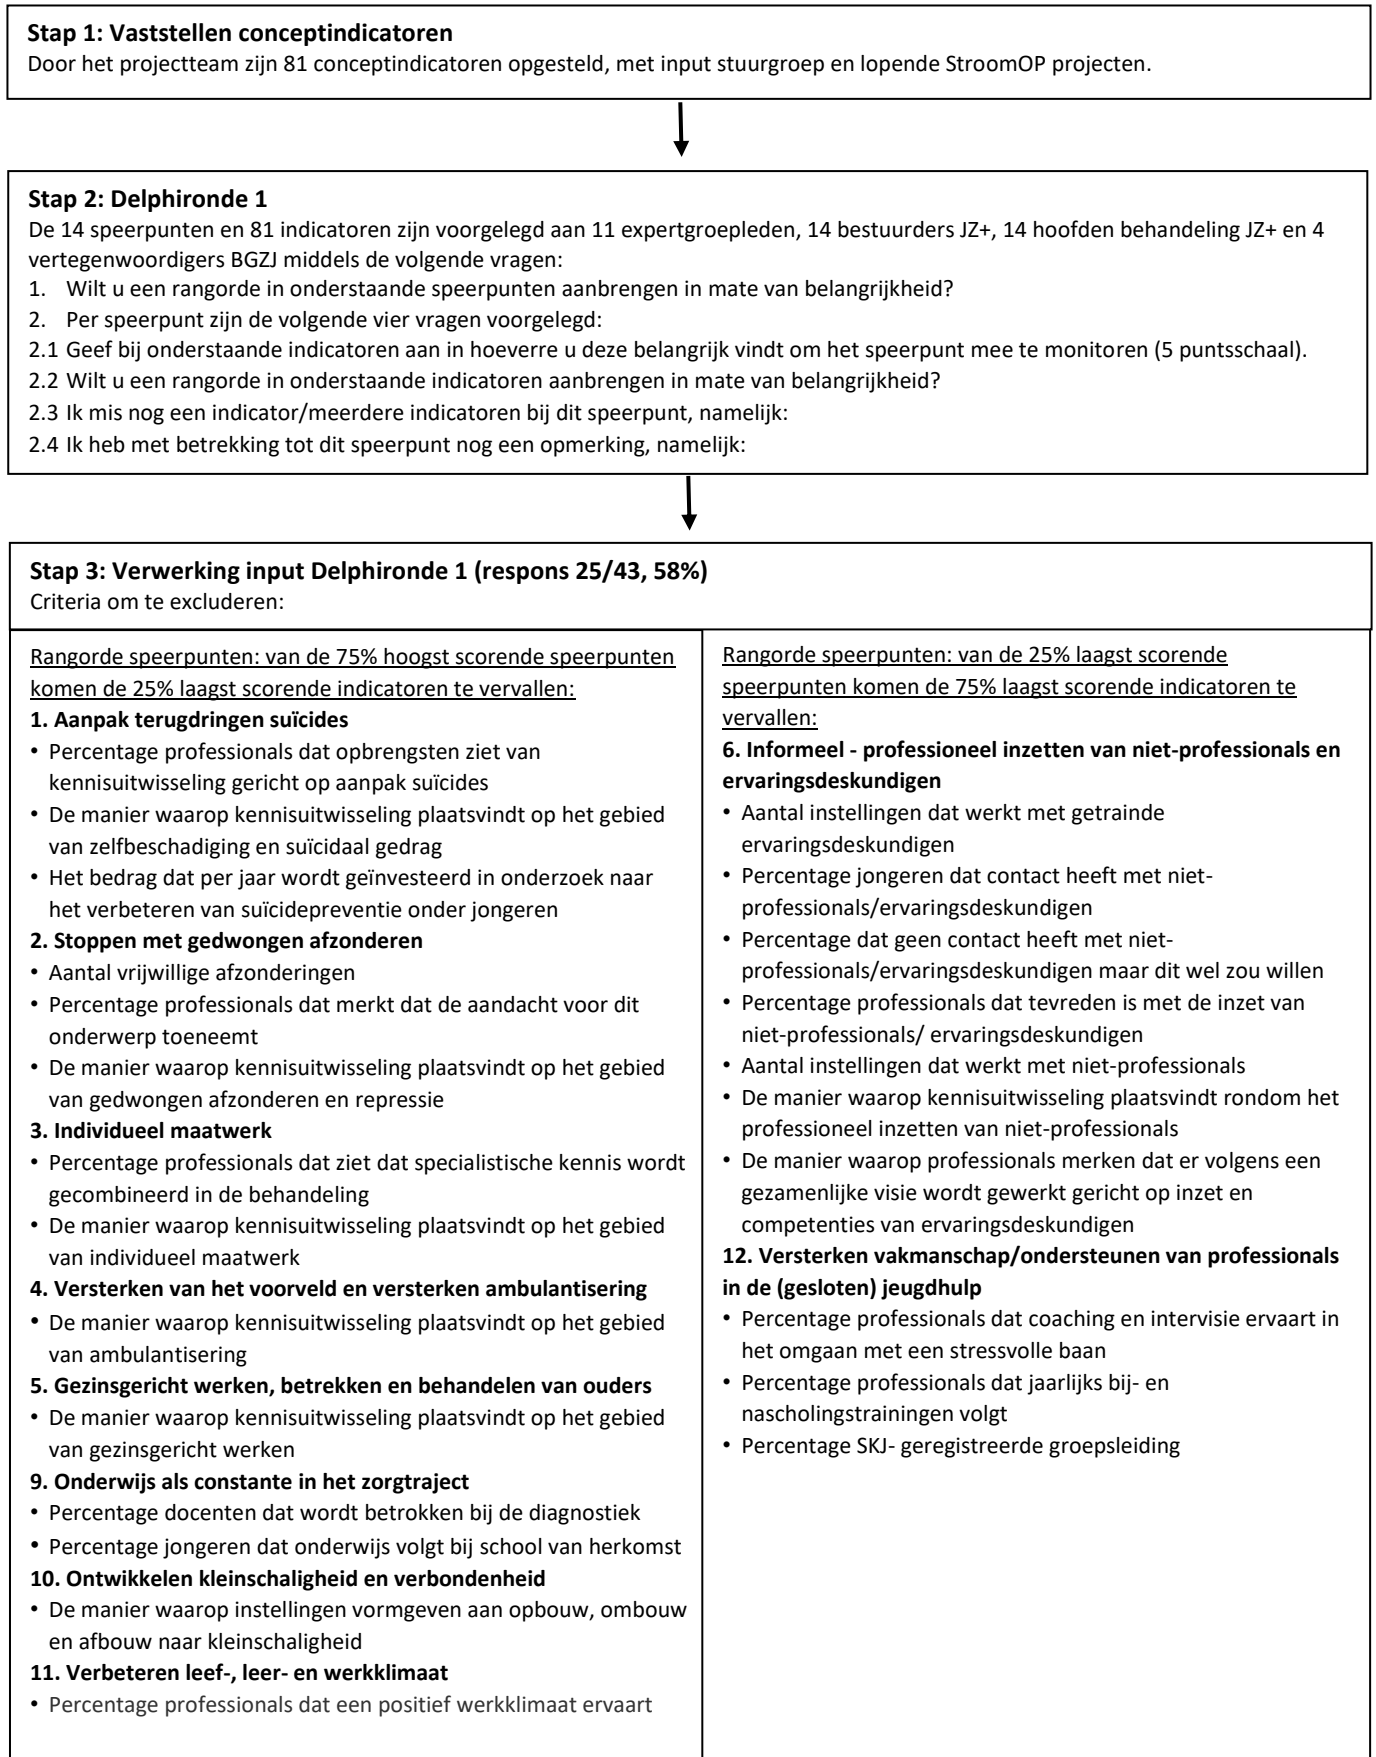 Stap 1: Vaststellen conceptindicatoren
Door het projectteam zijn 81 conceptindicatoren opgesteld, met input stuurgroep en lopende StroomOP projecten.
Stap 2: Delphironde 1
De 14 speerpunten en 81 indicatoren zijn voorgelegd aan 11 expertgroepleden, 14 bestuurders JZ+, 14 hoofden behandeling JZ+ en 4
vertegenwoordigers BGZJ middels de volgende vragen:
1. Wilt u een rangorde in onderstaande speerpunten aanbrengen in mate van belangrijkheid?
2. Per speerpunt zijn de volgende vier vragen voorgelegd:
2.1 Geef bij onderstaande indicatoren aan in hoeverre u deze belangrijk vindt om het speerpunt mee te monitoren (5 puntsschaal).
2.2 Wilt u een rangorde in onderstaande indicatoren aanbrengen in mate van belangrijkheid?
2.3 Ik mis nog een indicator/meerdere indicatoren bij dit speerpunt, namelijk:
2.4 Ik heb met betrekking tot dit speerpunt nog een opmerking, namelijk:
Stap 3: Verwerking input Delphironde 1 (respons 25/43, 58%)
Criteria om te excluderen:
Rangorde speerpunten: van de 75% hoogst scorende speerpunten
komen de 25% laagst scorende indicatoren te vervallen:
1. Aanpak terugdringen suïcides
• Percentage professionals dat opbrengsten ziet van
kennisuitwisseling gericht op aanpak suïcides
• De manier waarop kennisuitwisseling plaatsvindt op het gebied
van zelfbeschadiging en suïcidaal gedrag
• Het bedrag dat per jaar wordt geïnvesteerd in onderzoek naar
het verbeteren van suïcidepreventie onder jongeren
2. Stoppen met gedwongen afzonderen
• Aantal vrijwillige afzonderingen
• Percentage professionals dat merkt dat de aandacht voor dit
onderwerp toeneemt
• De manier waarop kennisuitwisseling plaatsvindt op het gebied
van gedwongen afzonderen en repressie
3. Individueel maatwerk
• Percentage professionals dat ziet dat specialistische kennis wordt
gecombineerd in de behandeling
• De manier waarop kennisuitwisseling plaatsvindt op het gebied
van individueel maatwerk
4. Versterken van het voorveld en versterken ambulantisering
• De manier waarop kennisuitwisseling plaatsvindt op het gebied
van ambulantisering
5. Gezinsgericht werken, betrekken en behandelen van ouders
• De manier waarop kennisuitwisseling plaatsvindt op het gebied
van gezinsgericht werken
9. Onderwijs als constante in het zorgtraject
• Percentage docenten dat wordt betrokken bij de diagnostiek
• Percentage jongeren dat onderwijs volgt bij school van herkomst
10. Ontwikkelen kleinschaligheid en verbondenheid
• De manier waarop instellingen vormgeven aan opbouw, ombouw
en afbouw naar kleinschaligheid
11. Verbeteren leef-, leer- en werkklimaat
• Percentage professionals dat een positief werkklimaat ervaart
Rangorde speerpunten: van de 25% laagst scorende
speerpunten komen de 75% laagst scorende indicatoren te
vervallen:
6. Informeel - professioneel inzetten van niet-professionals en
ervaringsdeskundigen
• Aantal instellingen dat werkt met getrainde
ervaringsdeskundigen
• Percentage jongeren dat contact heeft met niet-
professionals/ervaringsdeskundigen
• Percentage dat geen contact heeft met niet-
professionals/ervaringsdeskundigen maar dit wel zou willen
• Percentage professionals dat tevreden is met de inzet van
niet-professionals/ ervaringsdeskundigen
• Aantal instellingen dat werkt met niet-professionals
• De manier waarop kennisuitwisseling plaatsvindt rondom het
professioneel inzetten van niet-professionals
• De manier waarop professionals merken dat er volgens een
gezamenlijke visie wordt gewerkt gericht op inzet en
competenties van ervaringsdeskundigen
12. Versterken vakmanschap/ondersteunen van professionals
in de (gesloten) jeugdhulp
• Percentage professionals dat coaching en intervisie ervaart in
het omgaan met een stressvolle baan
• Percentage professionals dat jaarlijks bij- en
nascholingstrainingen volgt
• Percentage SKJ- geregistreerde groepsleiding